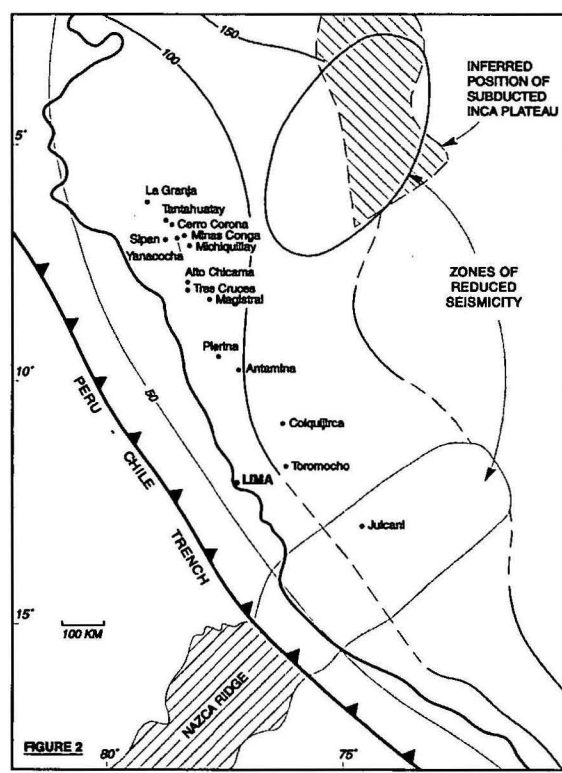 150
100
INFERRED
POSITION OF
SUBDUCTED
INCA PLATEAU
5°
La Granja
Tantahuatay
Cerro Corona
Sipan
Minas Conga
Yanacocha
Michiquillay
Alto Chicama
Tres Cruces
Magistral
ZONES OF
REDUCED
SEISMICITY
Pierina
10°
Antamina
PERU - CHILE TRENCH
50
Colquijirca
Toromocho
LIMA
Julcani
15°
100 KM
NAZCA RIDGE
FIGURE 2
80°
75°